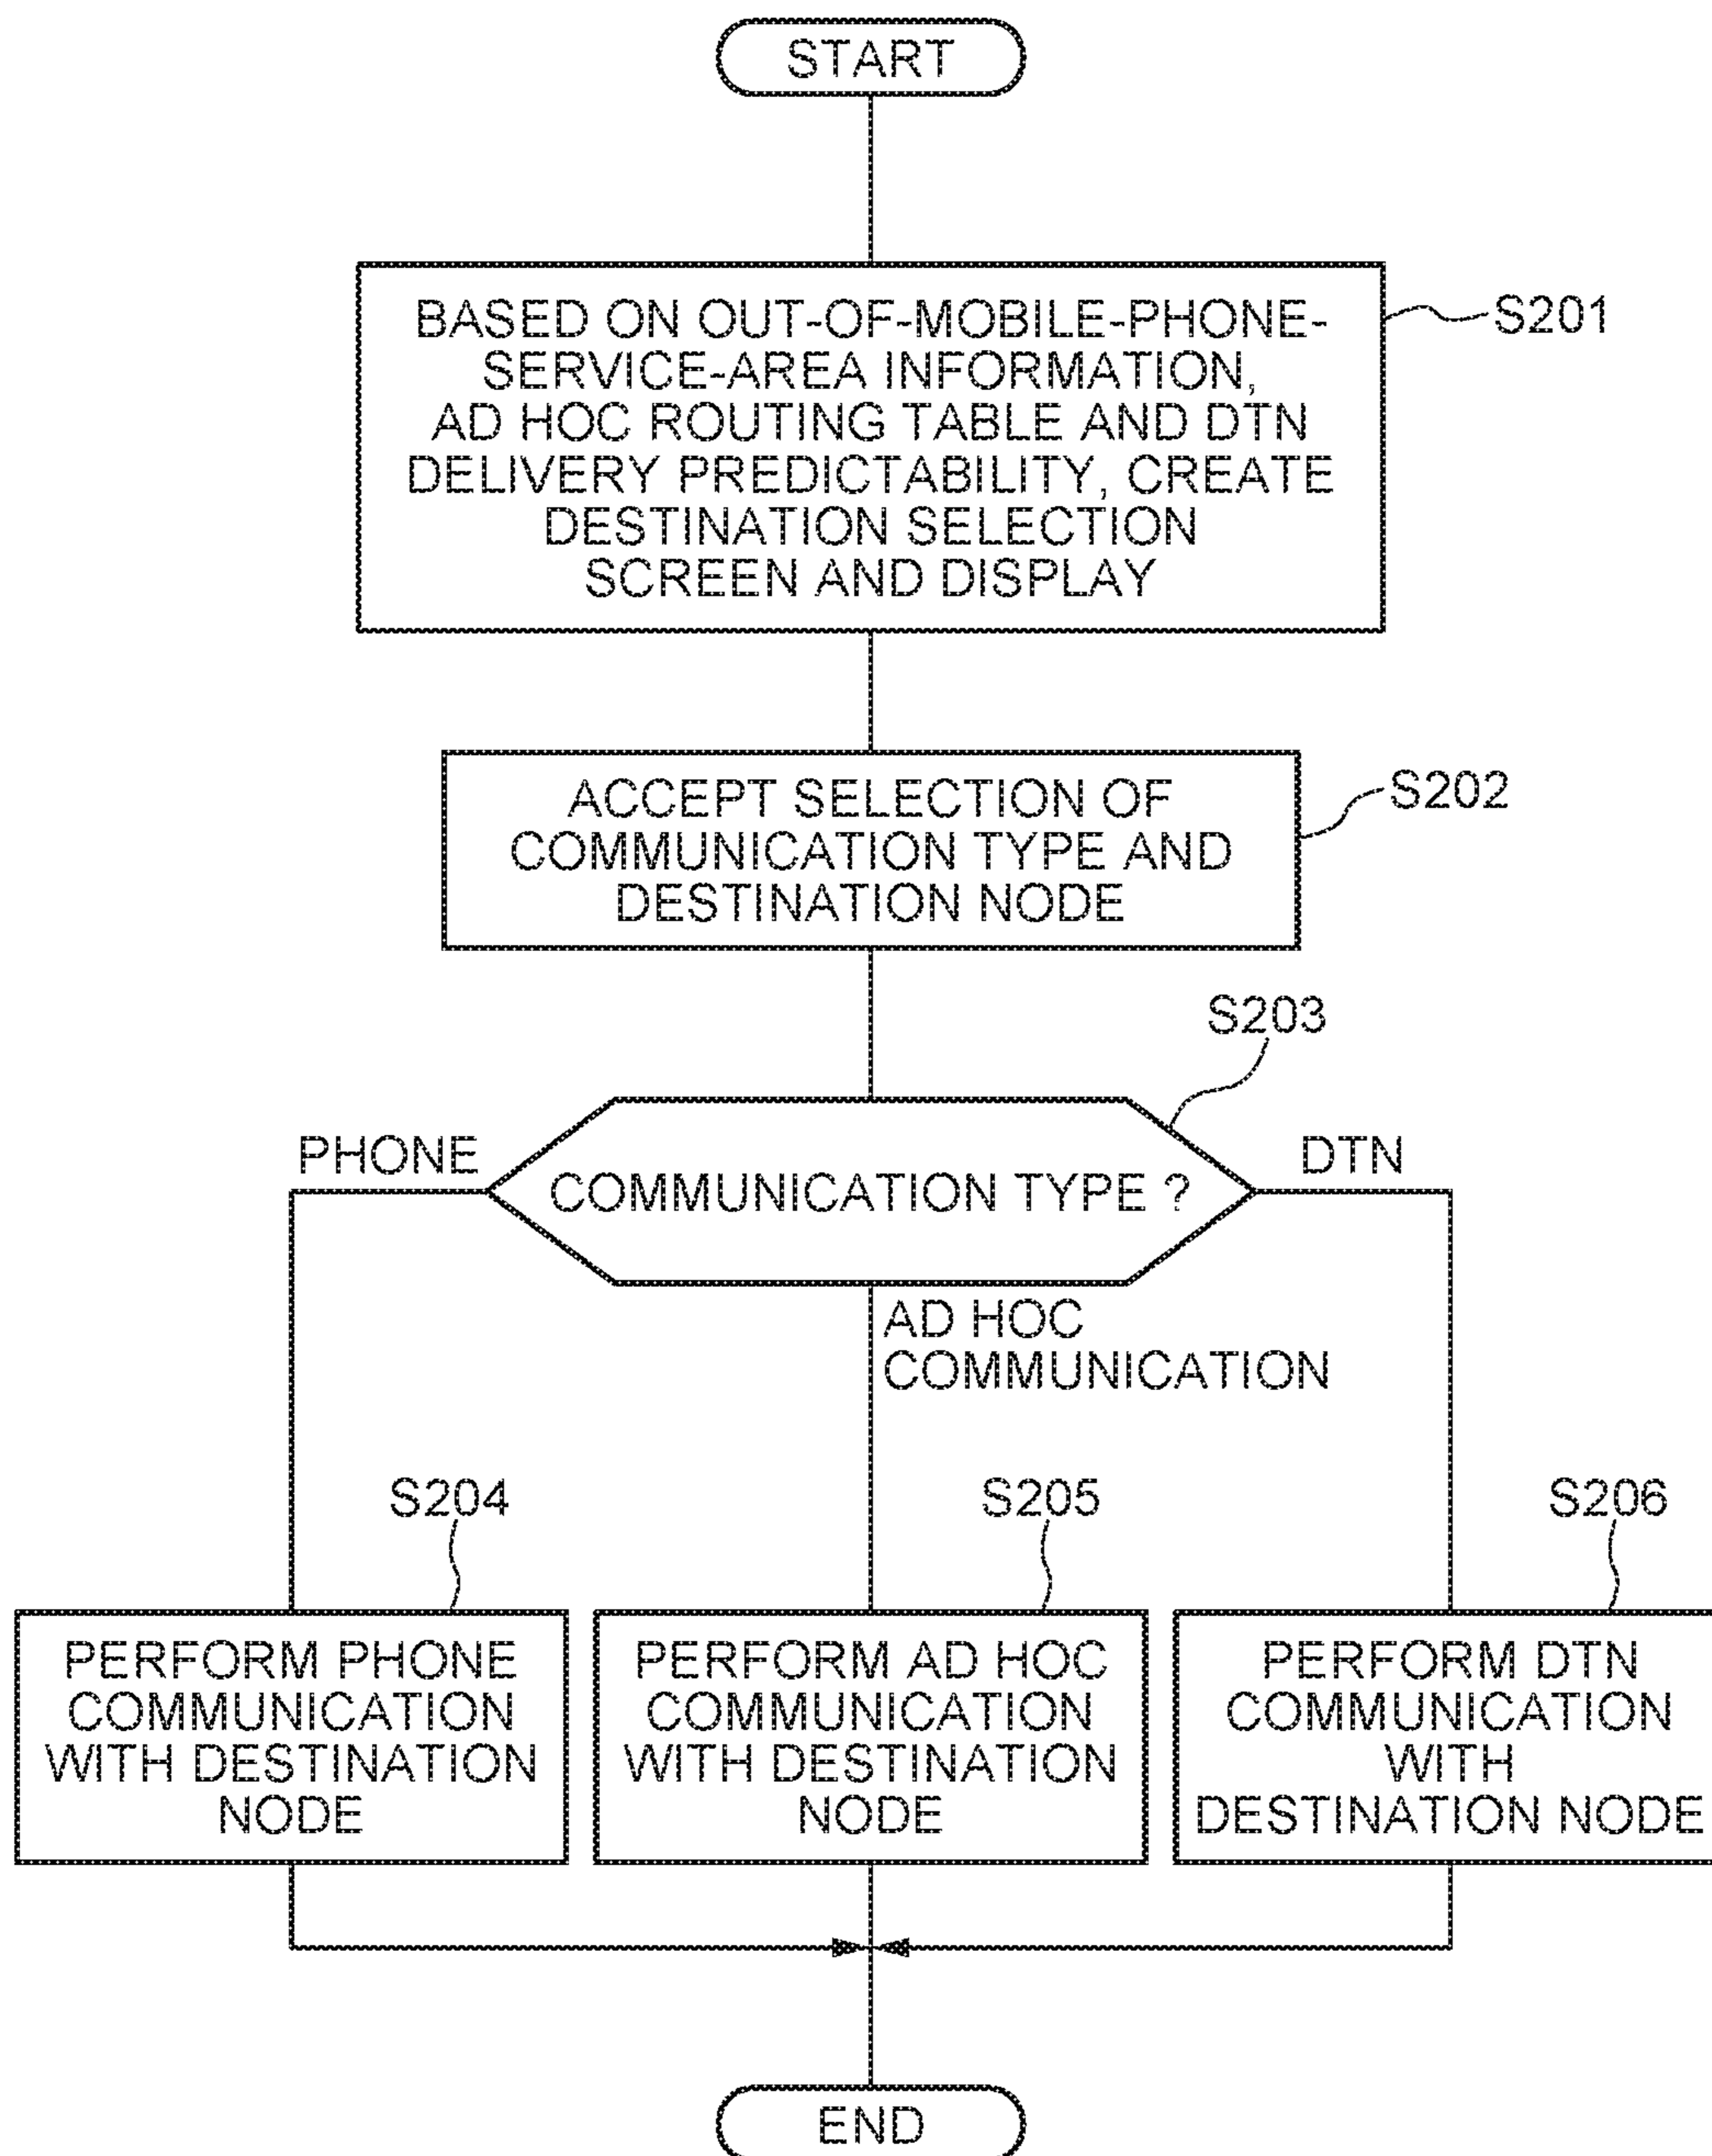 START
BASED ON OUT-OF-MOBILE-PHONE-
SERVICE-AREA INFORMATION,
AD HOC ROUTING TABLE AND DTN
DELIVERY PREDICTABILITY, CREATE
DESTINATION SELECTION
SCREEN AND DISPLAY
S201
ACCEPT SELECTION OF
COMMUNICATION TYPE AND
DESTINATION NODE
S202
S203
COMMUNICATION TYPE ?
PHONE
DTN
AD HOC
COMMUNICATION
S204
PERFORM PHONE
COMMUNICATION
WITH DESTINATION
NODE
S205
PERFORM AD HOC
COMMUNICATION
WITH DESTINATION
NODE
S206
PERFORM DTN
COMMUNICATION
WITH
DESTINATION NODE
END